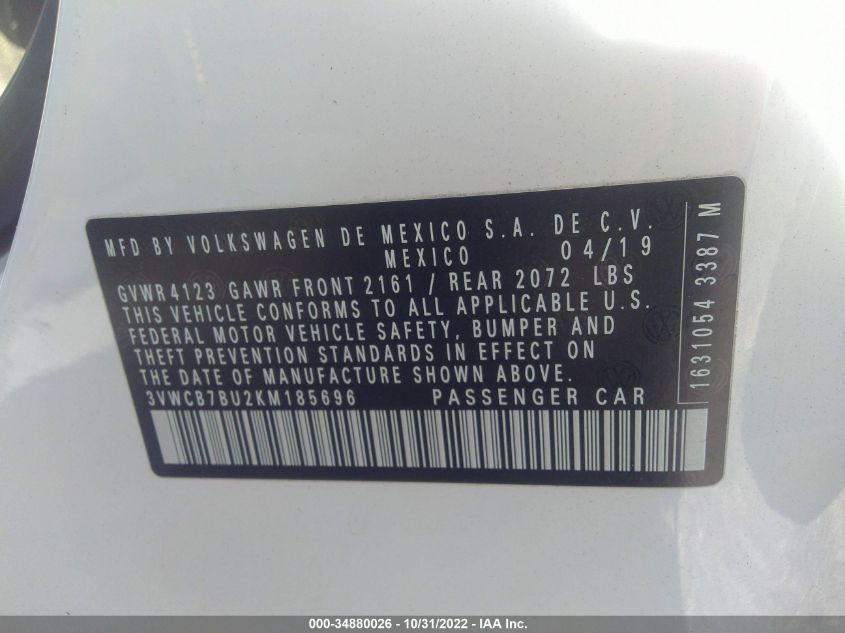 MFD BY VOLKSWAGEN DE MEXICO S.A. DE C.V.
MEXICO 04/19
GVWR 4123 GAWR FRONT 2161 / REAR 2072 LBS
THIS VEHICLE CONFORMS TO ALL APPLICABLE U.S.
FEDERAL MOTOR VEHICLE SAFETY, BUMPER AND
THEFT PREVENTION STANDARDS IN EFFECT ON
THE DATE OF MANUFACTURE SHOWN ABOVE.
3VWCB7BU2KM185696 PASSENGER CAR
1631054 3387 M
000-34880026 - 10/31/2022 - IAA Inc.